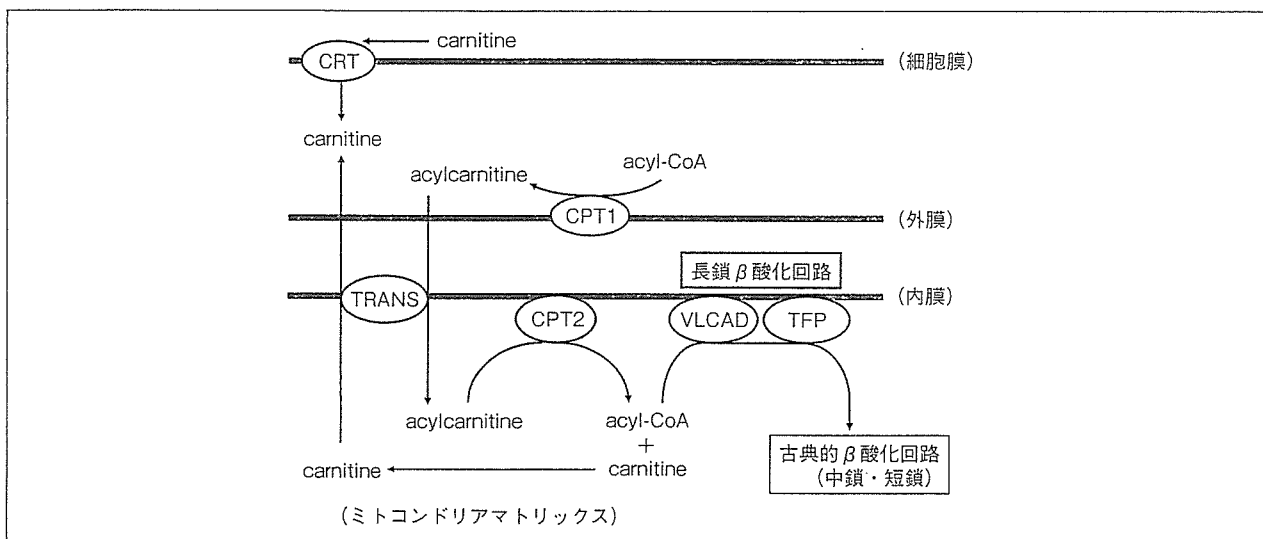 carnitine
CRT
(細胞膜)
carnitine
acyl-CoA
acylcarnitine
CPT1
(外膜)
長鎖β酸化回路
TRANS
(内膜)
CPT2
VLCAD
TFP
acylcarnitine
acyl-CoA
+
carnitine
carnitine
古典的β酸化回路
(中鎖・短鎖)
(ミトコンドリアマトリックス)